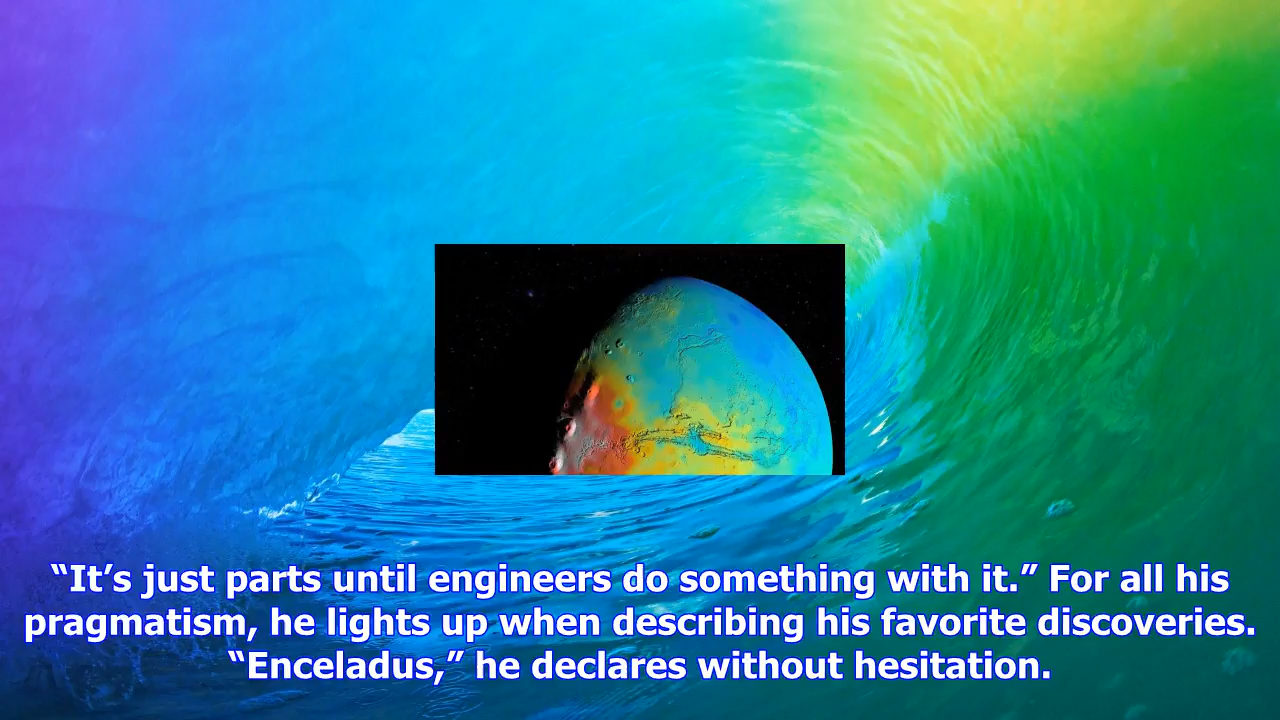 “It’s just parts until engineers do something with it.” For all his
pragmatism, he lights up when describing his favorite discoveries.
“Enceladus,” he declares without hesitation.